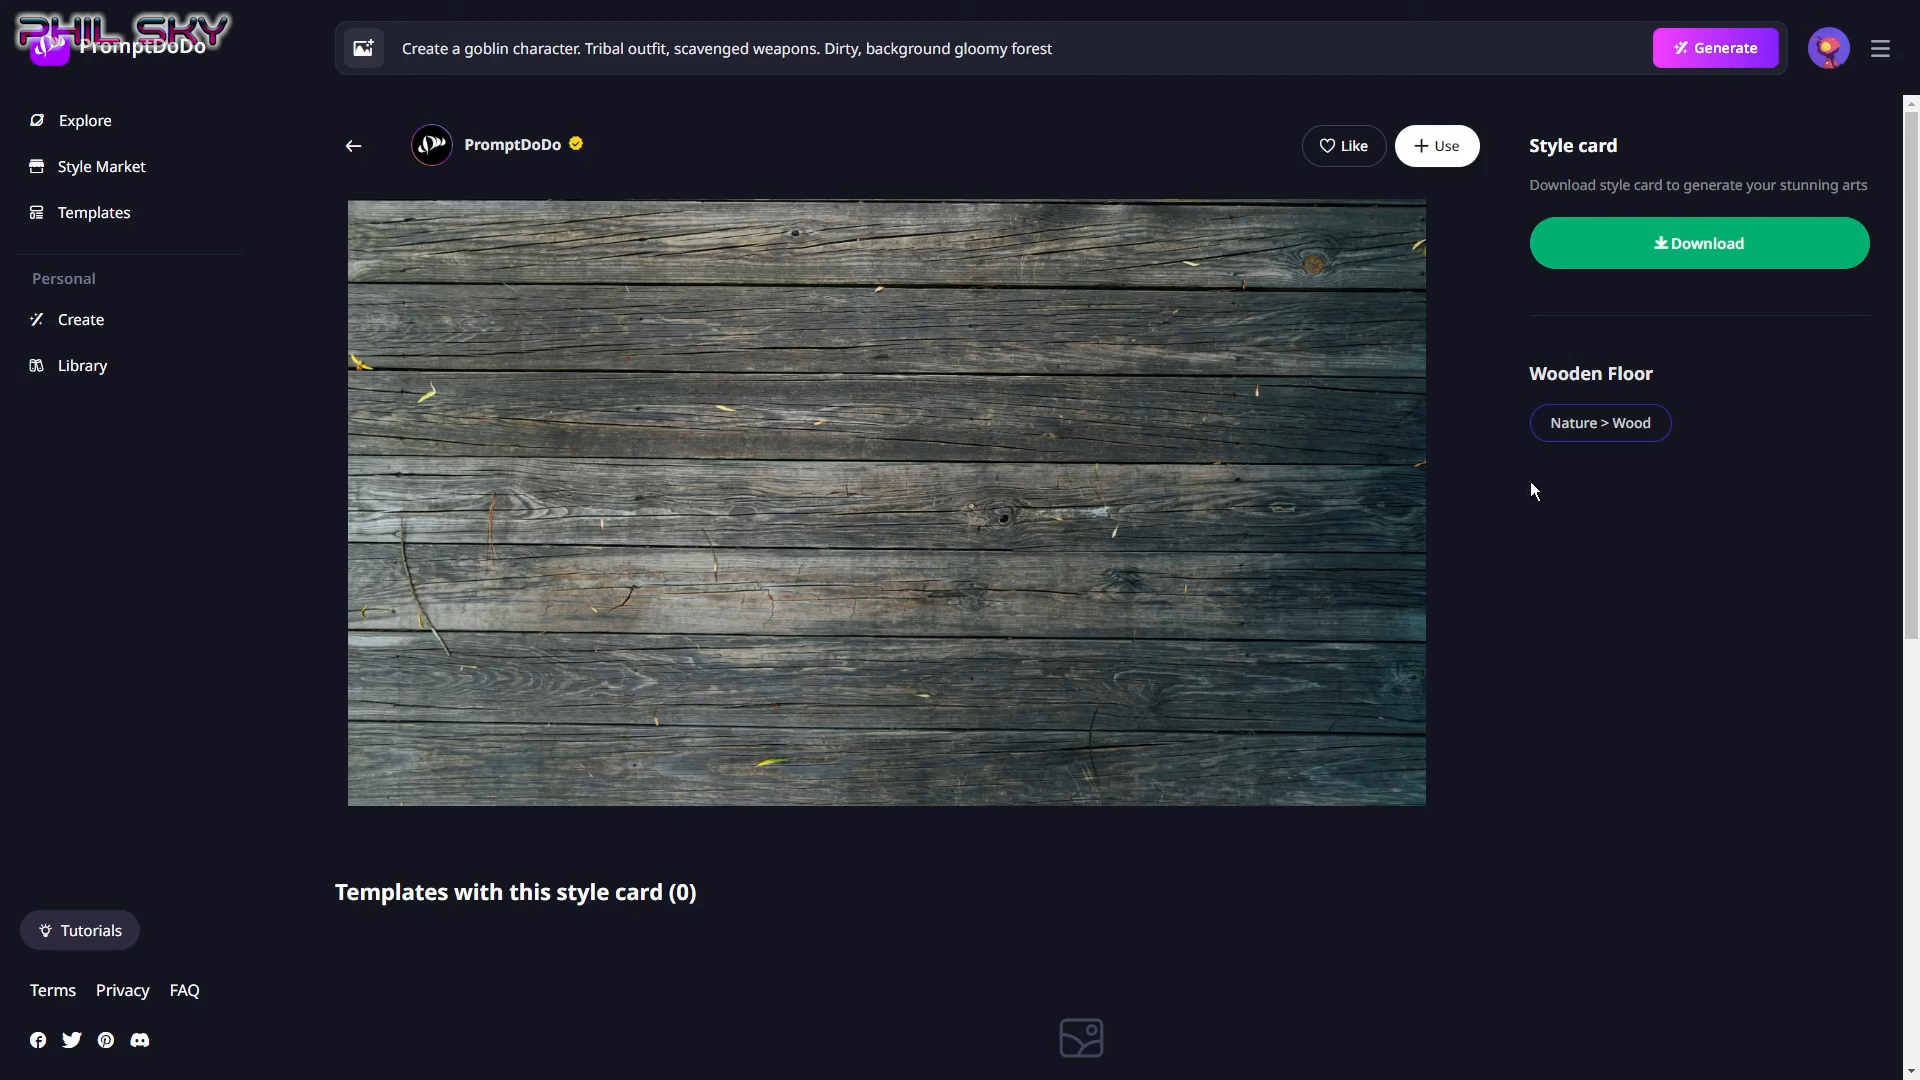 PHIL SKY
PromptDoDo
Create a goblin character. Tribal outfit, scavenged weapons. Dirty, background gloomy forest
Generate
Explore
Style Market
Templates
Personal
Create
Library
PromptDoDo
Like
Use
Style card
Download style card to generate your stunning arts
Download
Wooden Floor
Nature > Wood
Templates with this style card (0)
Tutorials
Terms Privacy FAQ